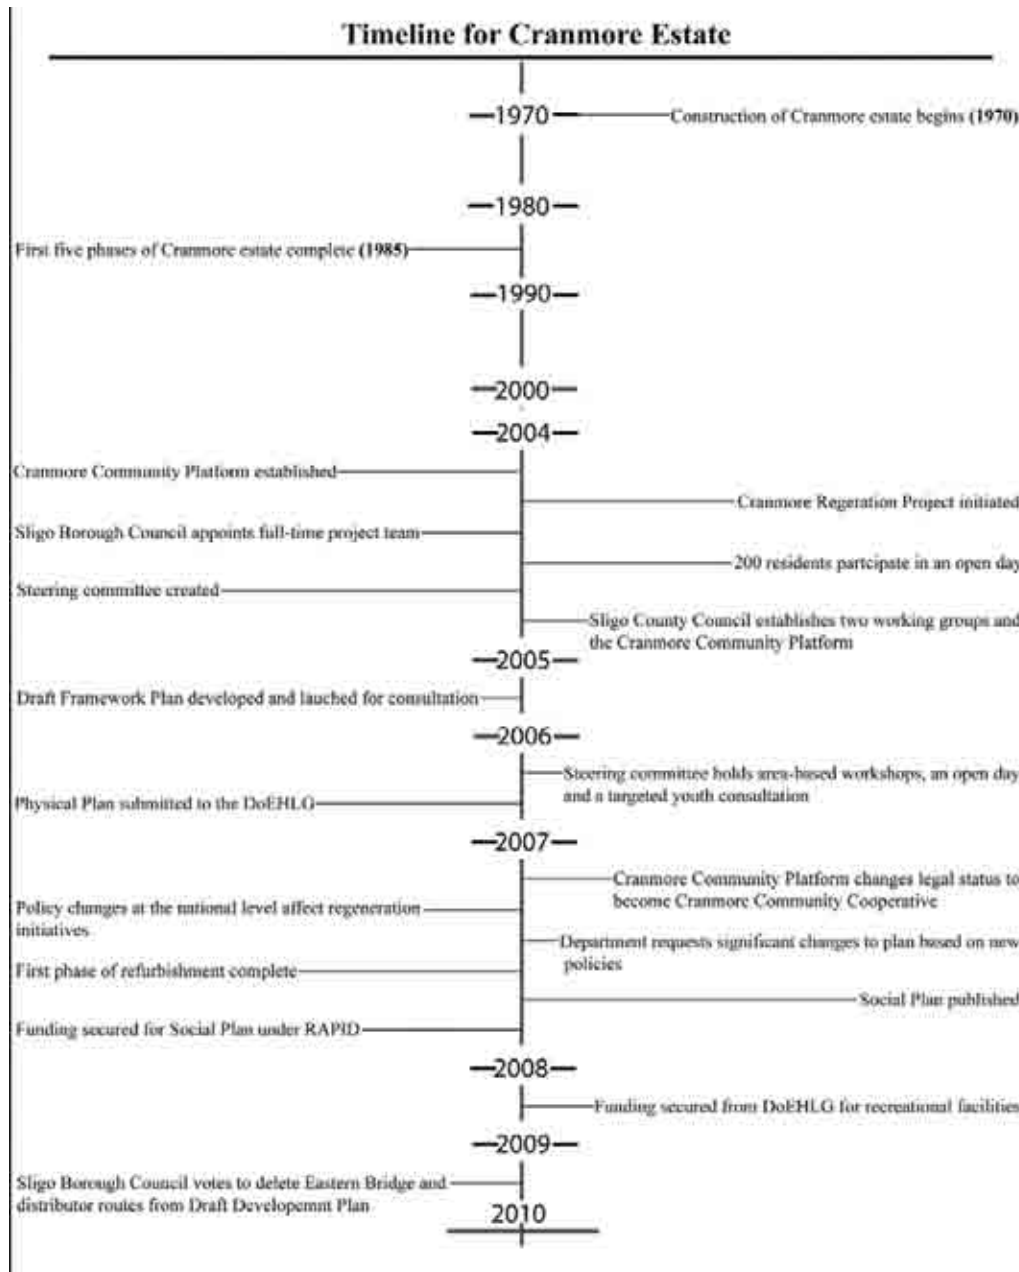 Timeline for Cranmore Estate
1970
Construction of Cranmore estate begins (1970)
1980
First five phases of Cranmore estate complete (1985)
1990
2000
2004
Cranmore Community Platform established
Cranmore Regeration Project initiated
Sligo Borough Council appoints full-time project team
200 residents partcipate in an open day
Steering committee created
Sligo County Council establishes two working groups and
the Cranmore Community Platform
2005
Draft Framework Plan developed and lauched for consultation
2006
Steering committee holds area-based workshops, an open day
and a targeted youth consultation
Physical Plan submitted to the DoEHLG
2007
Cranmore Community Platform changes legal status to
become Cranmore Community Cooperative
Policy changes at the national level affect regeneration
initiatives
Department requests significant changes to plan based on new
policies
First phase of refurbishment complete
Social Plan published
Funding secured for Social Plan under RAPID
2008
Funding secured from DoEHLG for recreational facilities
2009
Sligo Borough Council votes to delete Eastern Bridge and
distributor routes from Draft Developemnt Plan
2010